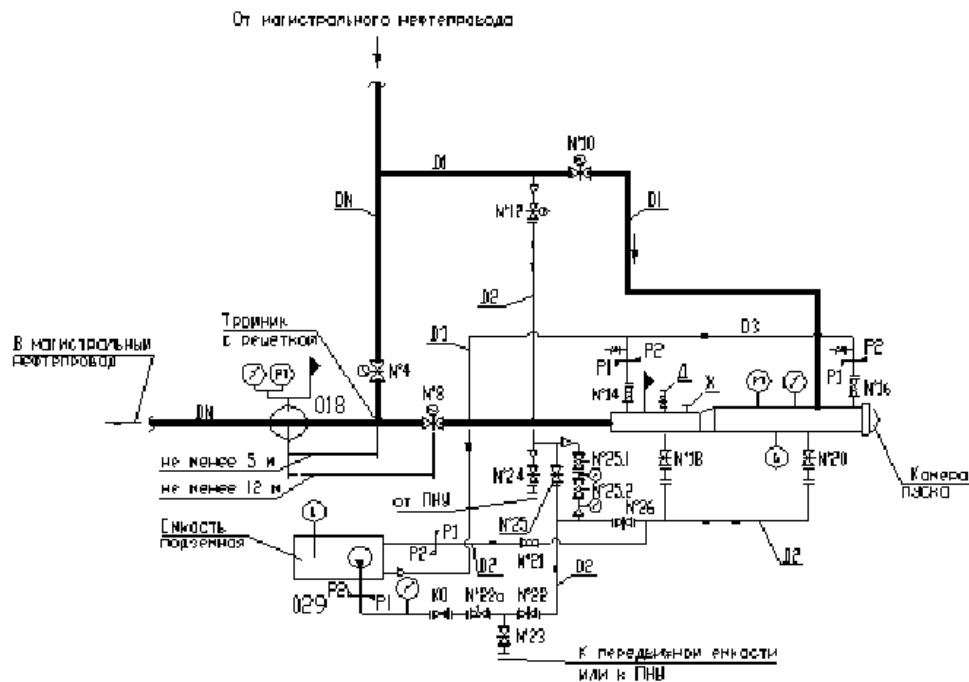 От магистрального нефтепровода
№10
D1
DN
№12
D1
D2
Тройник
с решеткой
D3
D3
В магистральный
нефтепровод
P1
P2
P2
P1
№4
№14
Д
Ж
PT
№16
018
№8
DN
не менее 5 м
не менее 12 м
№24
№25.1
№18
№20
Камера
пуска
от ПНУ
№25.2
№26
№25
Емкость
подземная
L
P1
P2
D2
№21
D2
D2
P2
P1
029
КО
№22а
№22
№23
К передвижной емкости
или к ПНУ